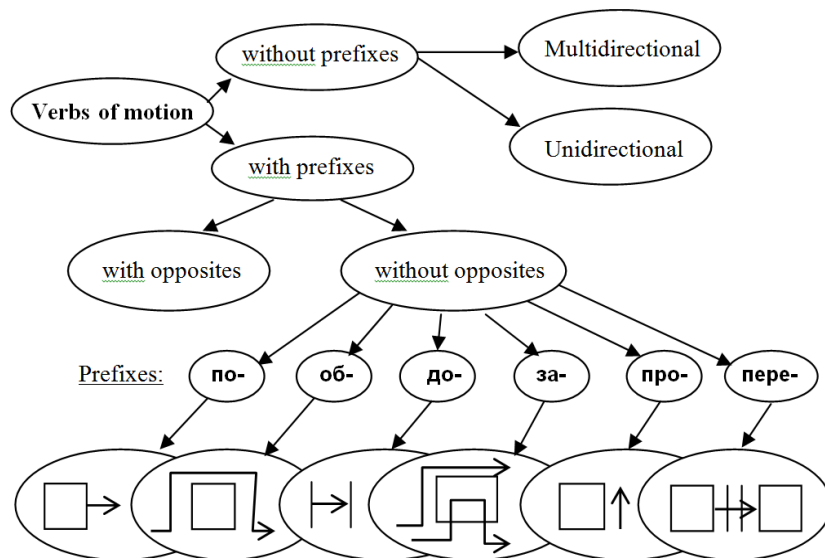 without prefixes
Multidirectional
Verbs of motion
Unidirectional
with prefixes
with opposites
without opposites
Prefixes:
по-
об-
до-
за-
про-
пере-